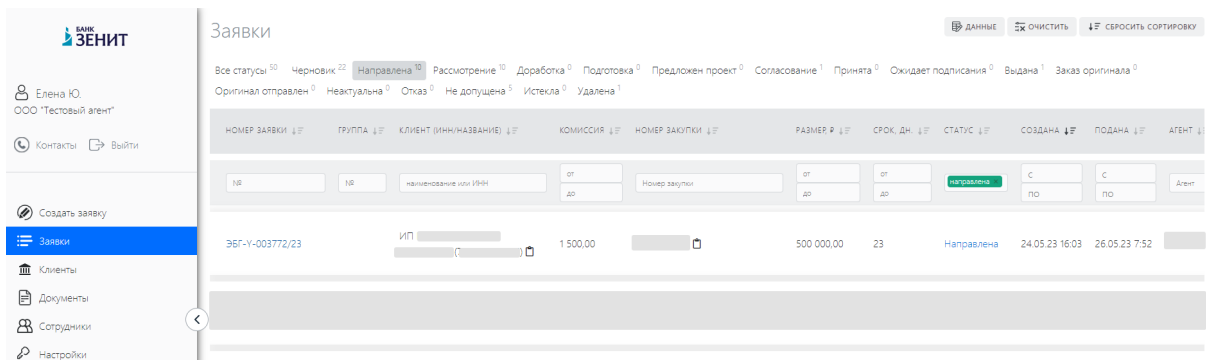 БАНК
ЗЕНИТ
Елена Ю.
ООО "Тестовый агент"
Контакты Выйти
Создать заявку
Заявки
Клиенты
Документы
Сотрудники
Настройки
Заявки
ДАННЫЕ ОЧИСТИТЬ СБРОСИТЬ СОРТИРОВКУ
Все статусы 50 Черновик 22 Направлена 10 Рассмотрение 10 Доработка 0 Подготовка 0 Предложен проект 0 Согласование 1 Принята 0 Ожидает подписания 0 Выдана 1 Заказ оригинала 0
Оригинал отправлен 0 Неактуальна 0 Отказ 0 Не допущена 5 Истекла 0 Удалена 1
НОМЕР ЗАЯВКИ ГРУППА КЛИЕНТ (ИНН/НАЗВАНИЕ) КОМИССИЯ НОМЕР ЗАКУПКИ РАЗМЕР, ₽ СРОК, ДН. СТАТУС СОЗДАНА ПОДАНА АГЕНТ
№ № наименование или ИНН от Номер закупки от от направлена × С С Агент
до до до ПО ПО
ЭБГ-Y-003772/23 ИП 1 500,00 500 000,00 23 Направлена 24.05.23 16:03 26.05.23 7:52